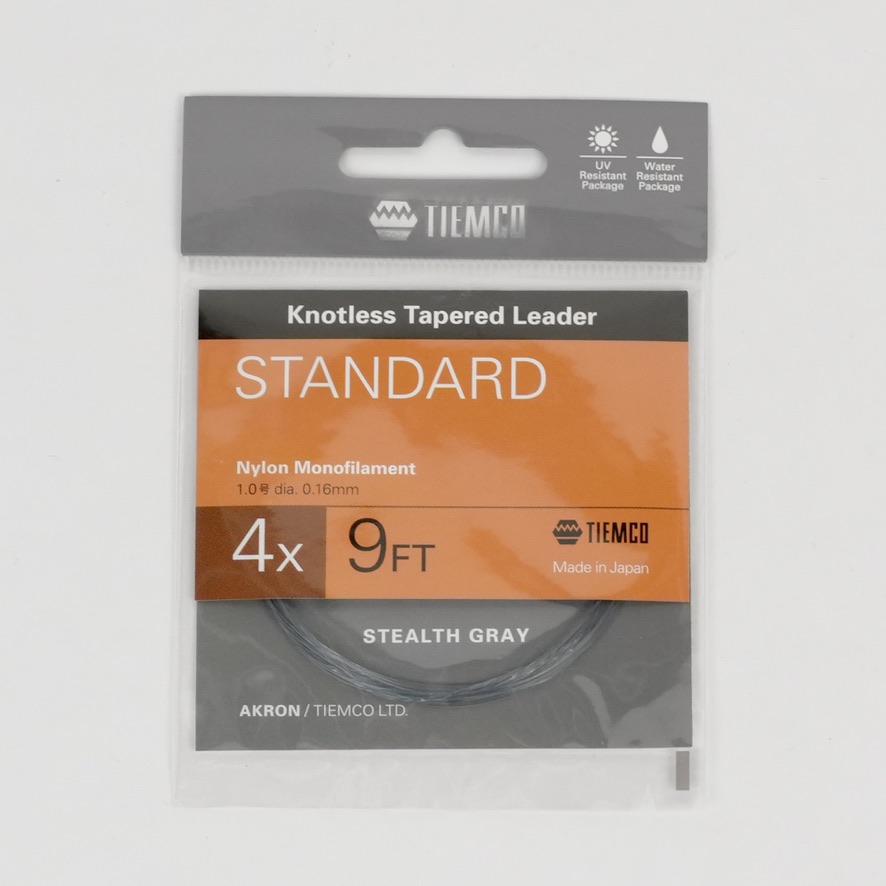 UV
Resistant
Package
Water
Resistant
Package
TIEMCO
Knotless Tapered Leader
STANDARD
Nylon Monofilament
1.0号 dia. 0.16mm
4x 9FT
TIEMCO
Made in Japan
STEALTH GRAY
AKRON / TIEMCO LTD.